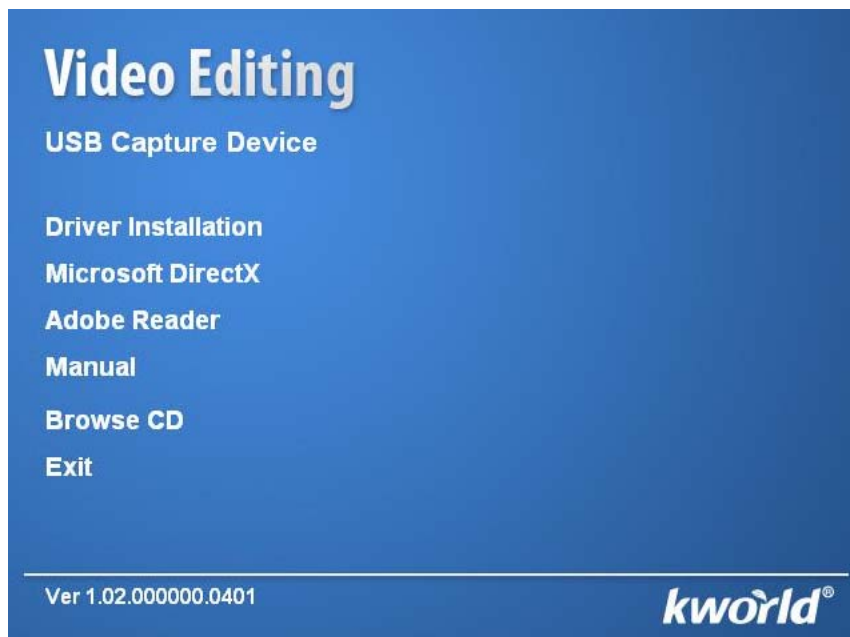 Video Editing
USB Capture Device
Driver Installation
Microsoft DirectX
Adobe Reader
Manual
Browse CD
Exit
Ver 1.02.000000.0401
kworld®